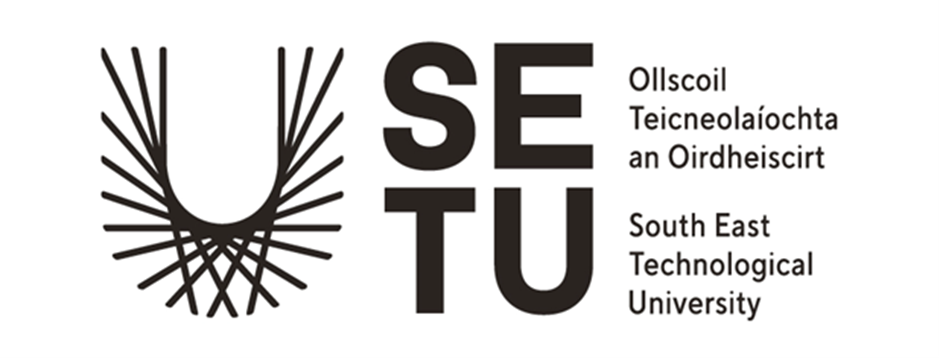 SE
TU
Ollscoil
Teicneolaíochta
an Oirdheiscirt
South East
Technological
University